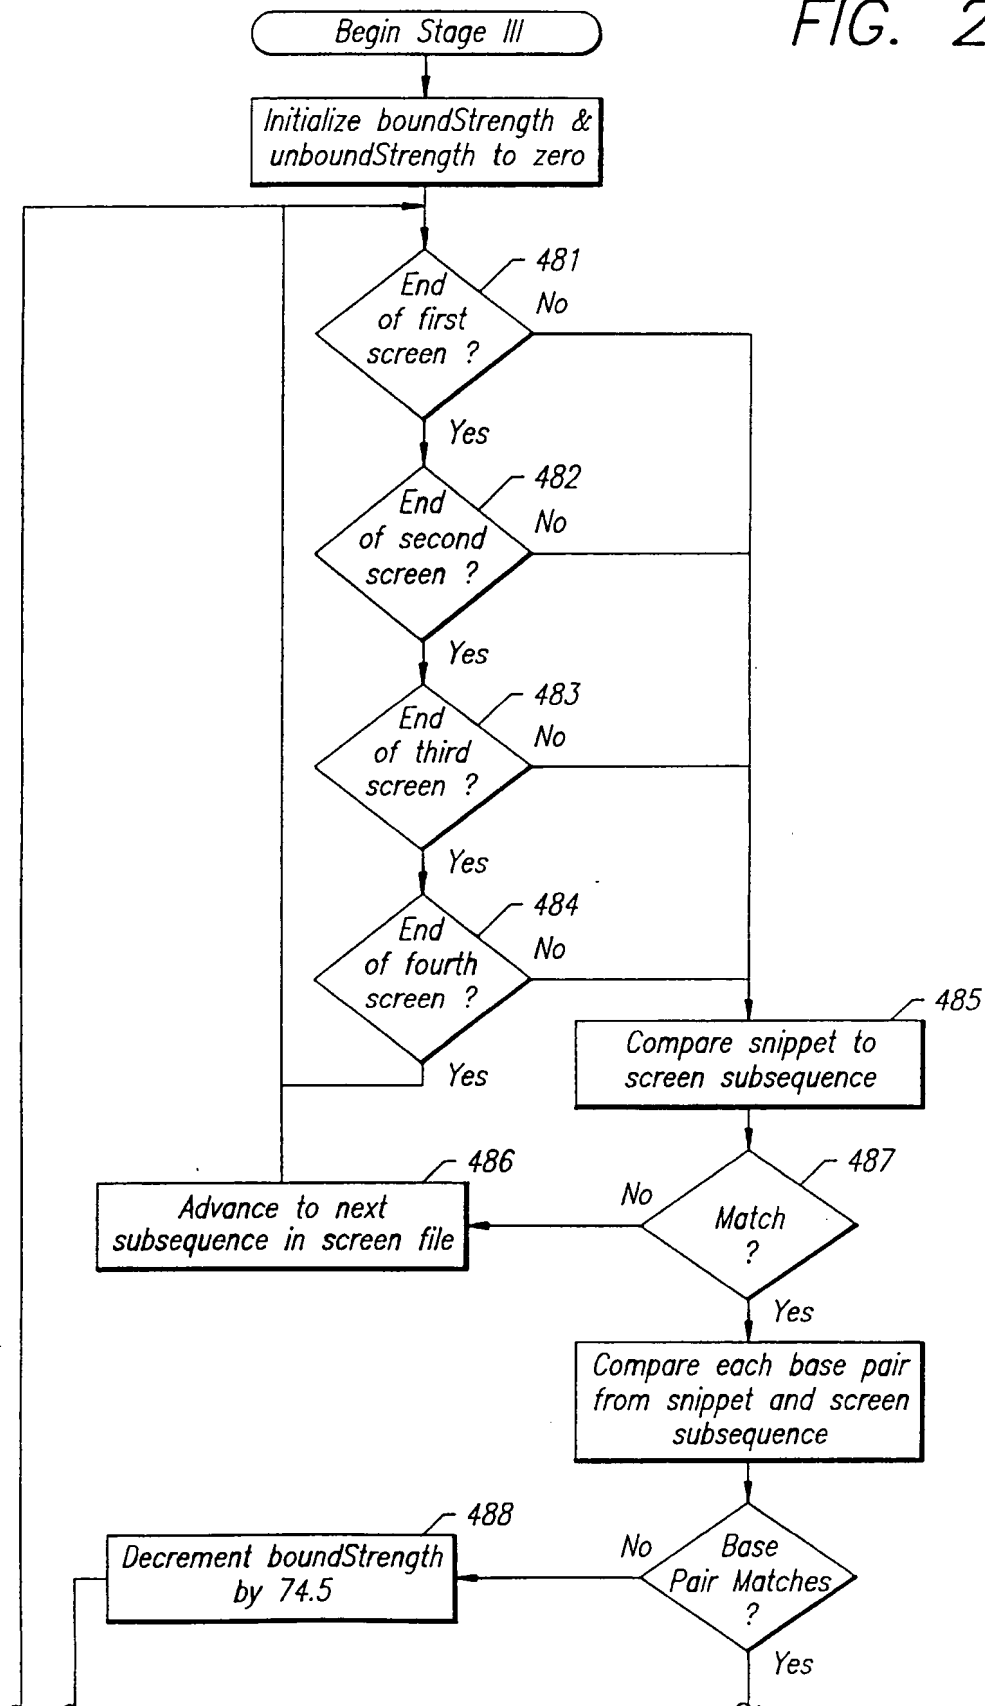 FIG. 2
Begin Stage III
Initialize boundStrength &
unboundStrength to zero
481
End
of first
screen ?
No
Yes
482
End
of second
screen ?
No
Yes
483
End
of third
screen ?
No
Yes
484
End
of fourth
screen ?
No
Yes
485
Compare snippet to
screen subsequence
486
Advance to next
subsequence in screen file
487
No
Match
?
Yes
Compare each base pair
from snippet and screen
subsequence
488
Decrement boundStrength
by 74.5
No
Base
Pair Matches
?
Yes